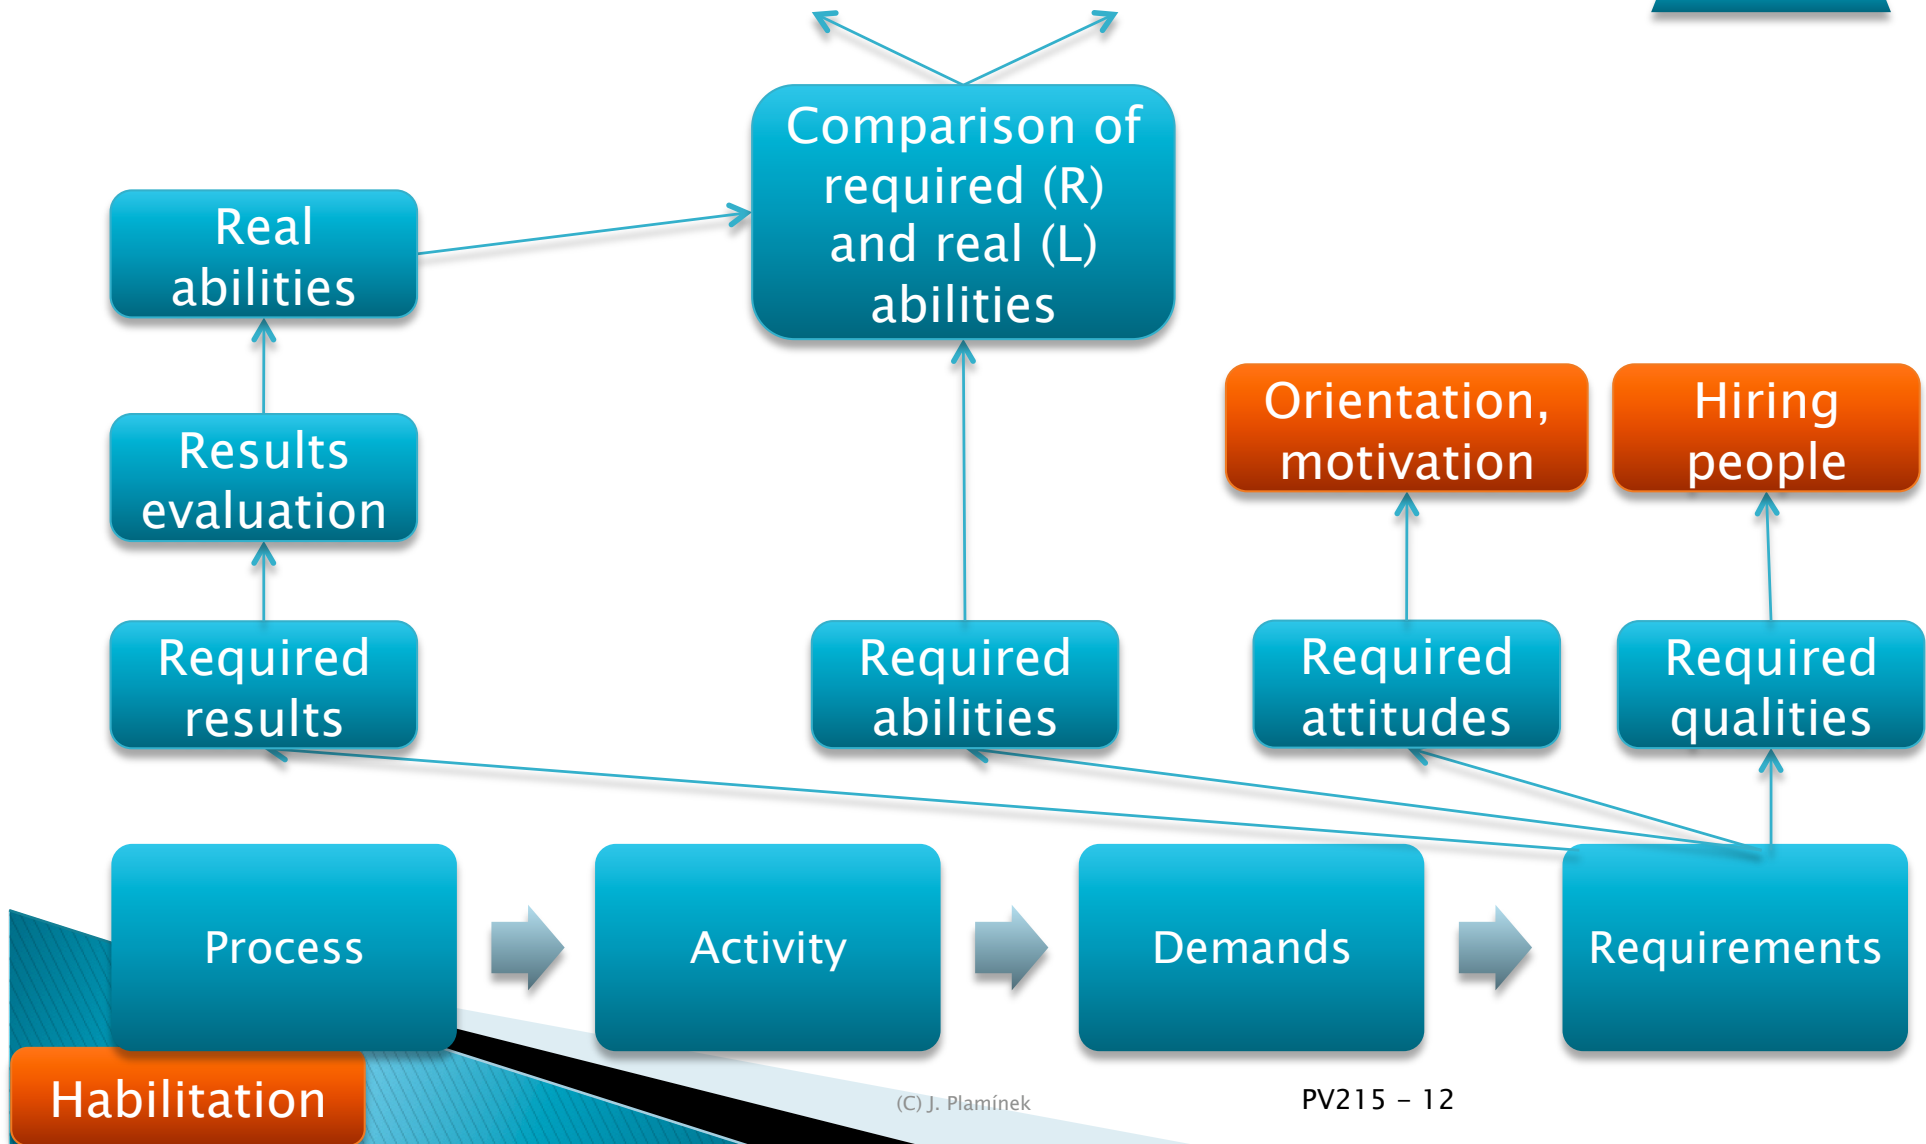 Comparison of
required (R)
and real (L)
abilities
Real
abilities
Orientation,
motivation
Hiring
people
Results
evaluation
Required
results
Required
abilities
Required
attitudes
Required
qualities
Process
Activity
Demands
Requirements
Habilitation
(C) J. Plamínek
PV215 - 12